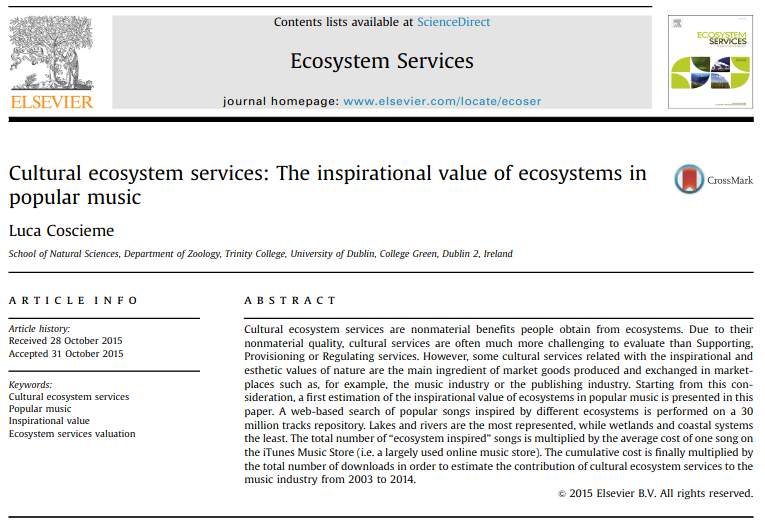 Contents lists available at ScienceDirect
Ecosystem Services
journal homepage: www.elsevier.com/locate/ecoser
ELSEVIER
ECOSYSTEM
SERVICES
Cultural ecosystem services: The inspirational value of ecosystems in
popular music
CrossMark
Luca Coscieme
School of Natural Sciences, Department of Zoology, Trinity College, University of Dublin, College Green, Dublin 2, Ireland
ARTICLE INFO
Article history:
Received 28 October 2015
Accepted 31 October 2015
Keywords:
Cultural ecosystem services
Popular music
Inspirational value
Ecosystem services valuation
ABSTRACT
Cultural ecosystem services are nonmaterial benefits people obtain from ecosystems. Due to their
nonmaterial quality, cultural services are often much more challenging to evaluate than Supporting,
Provisioning or Regulating services. However, some cultural services related with the inspirational and
esthetic values of nature are the main ingredient of market goods produced and exchanged in market-
places such as, for example, the music industry or the publishing industry. Starting from this con-
sideration, a first estimation of the inspirational value of ecosystems in popular music is presented in this
paper. A web-based search of popular songs inspired by different ecosystems is performed on a 30
million tracks repository. Lakes and rivers are the most represented, while wetlands and coastal systems
the least. The total number of “ecosystem inspired” songs is multiplied by the average cost of one song on
the iTunes Music Store (i.e. a largely used online music store). The cumulative cost is finally multiplied by
the total number of downloads in order to estimate the contribution of cultural ecosystem services to the
music industry from 2003 to 2014.
© 2015 Elsevier B.V. All rights reserved.